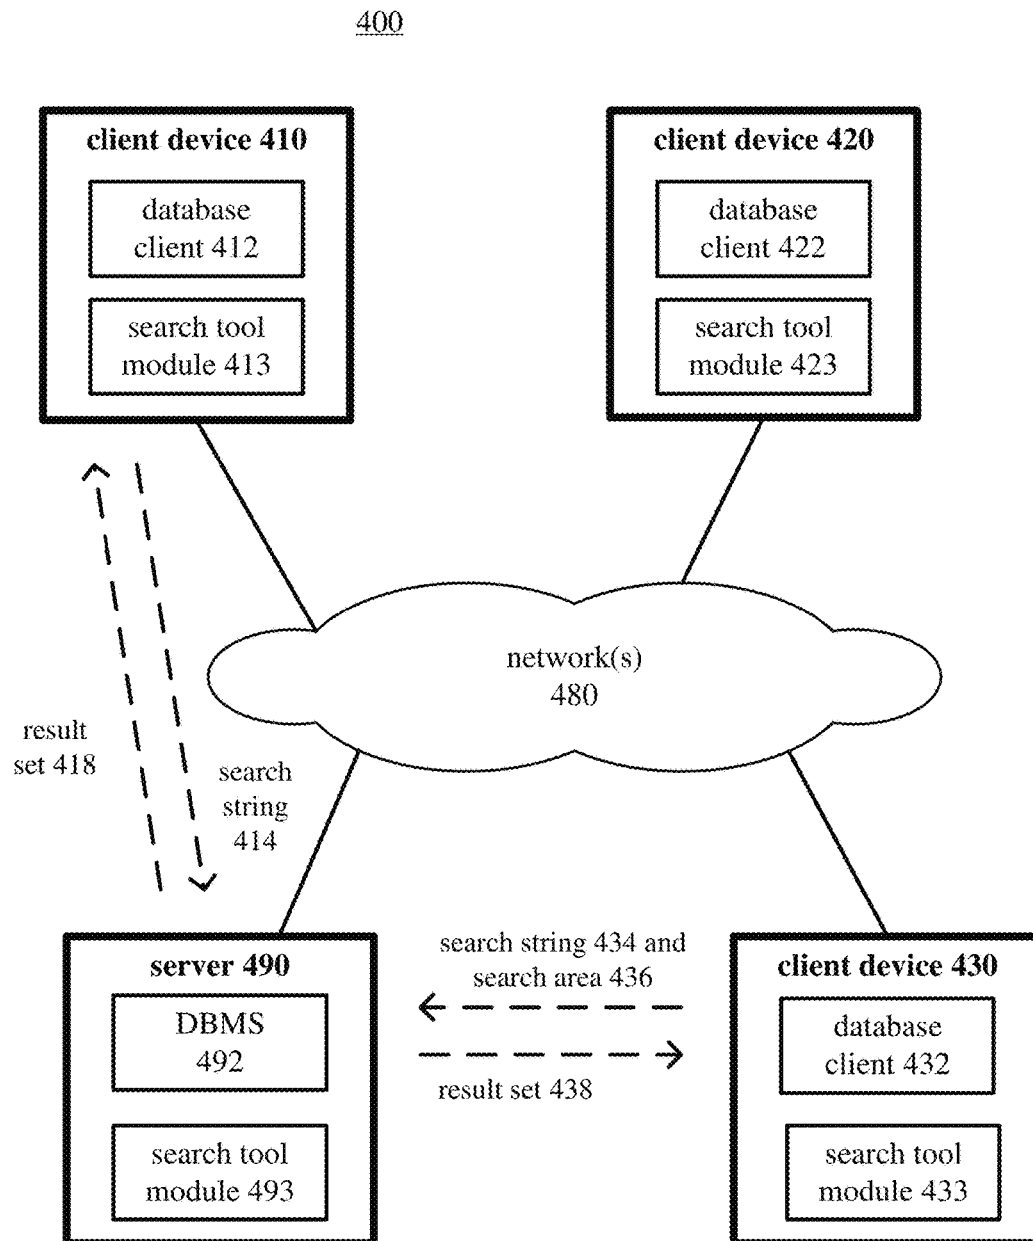 400
client device 410
database
client 412
search tool
module 413
client device 420
database
client 422
search tool
module 423
network(s)
480
result
set 418
search
string
414
server 490
DBMS
492
search tool
module 493
search string 434 and
search area 436
result set 438
client device 430
database
client 432
search tool
module 433